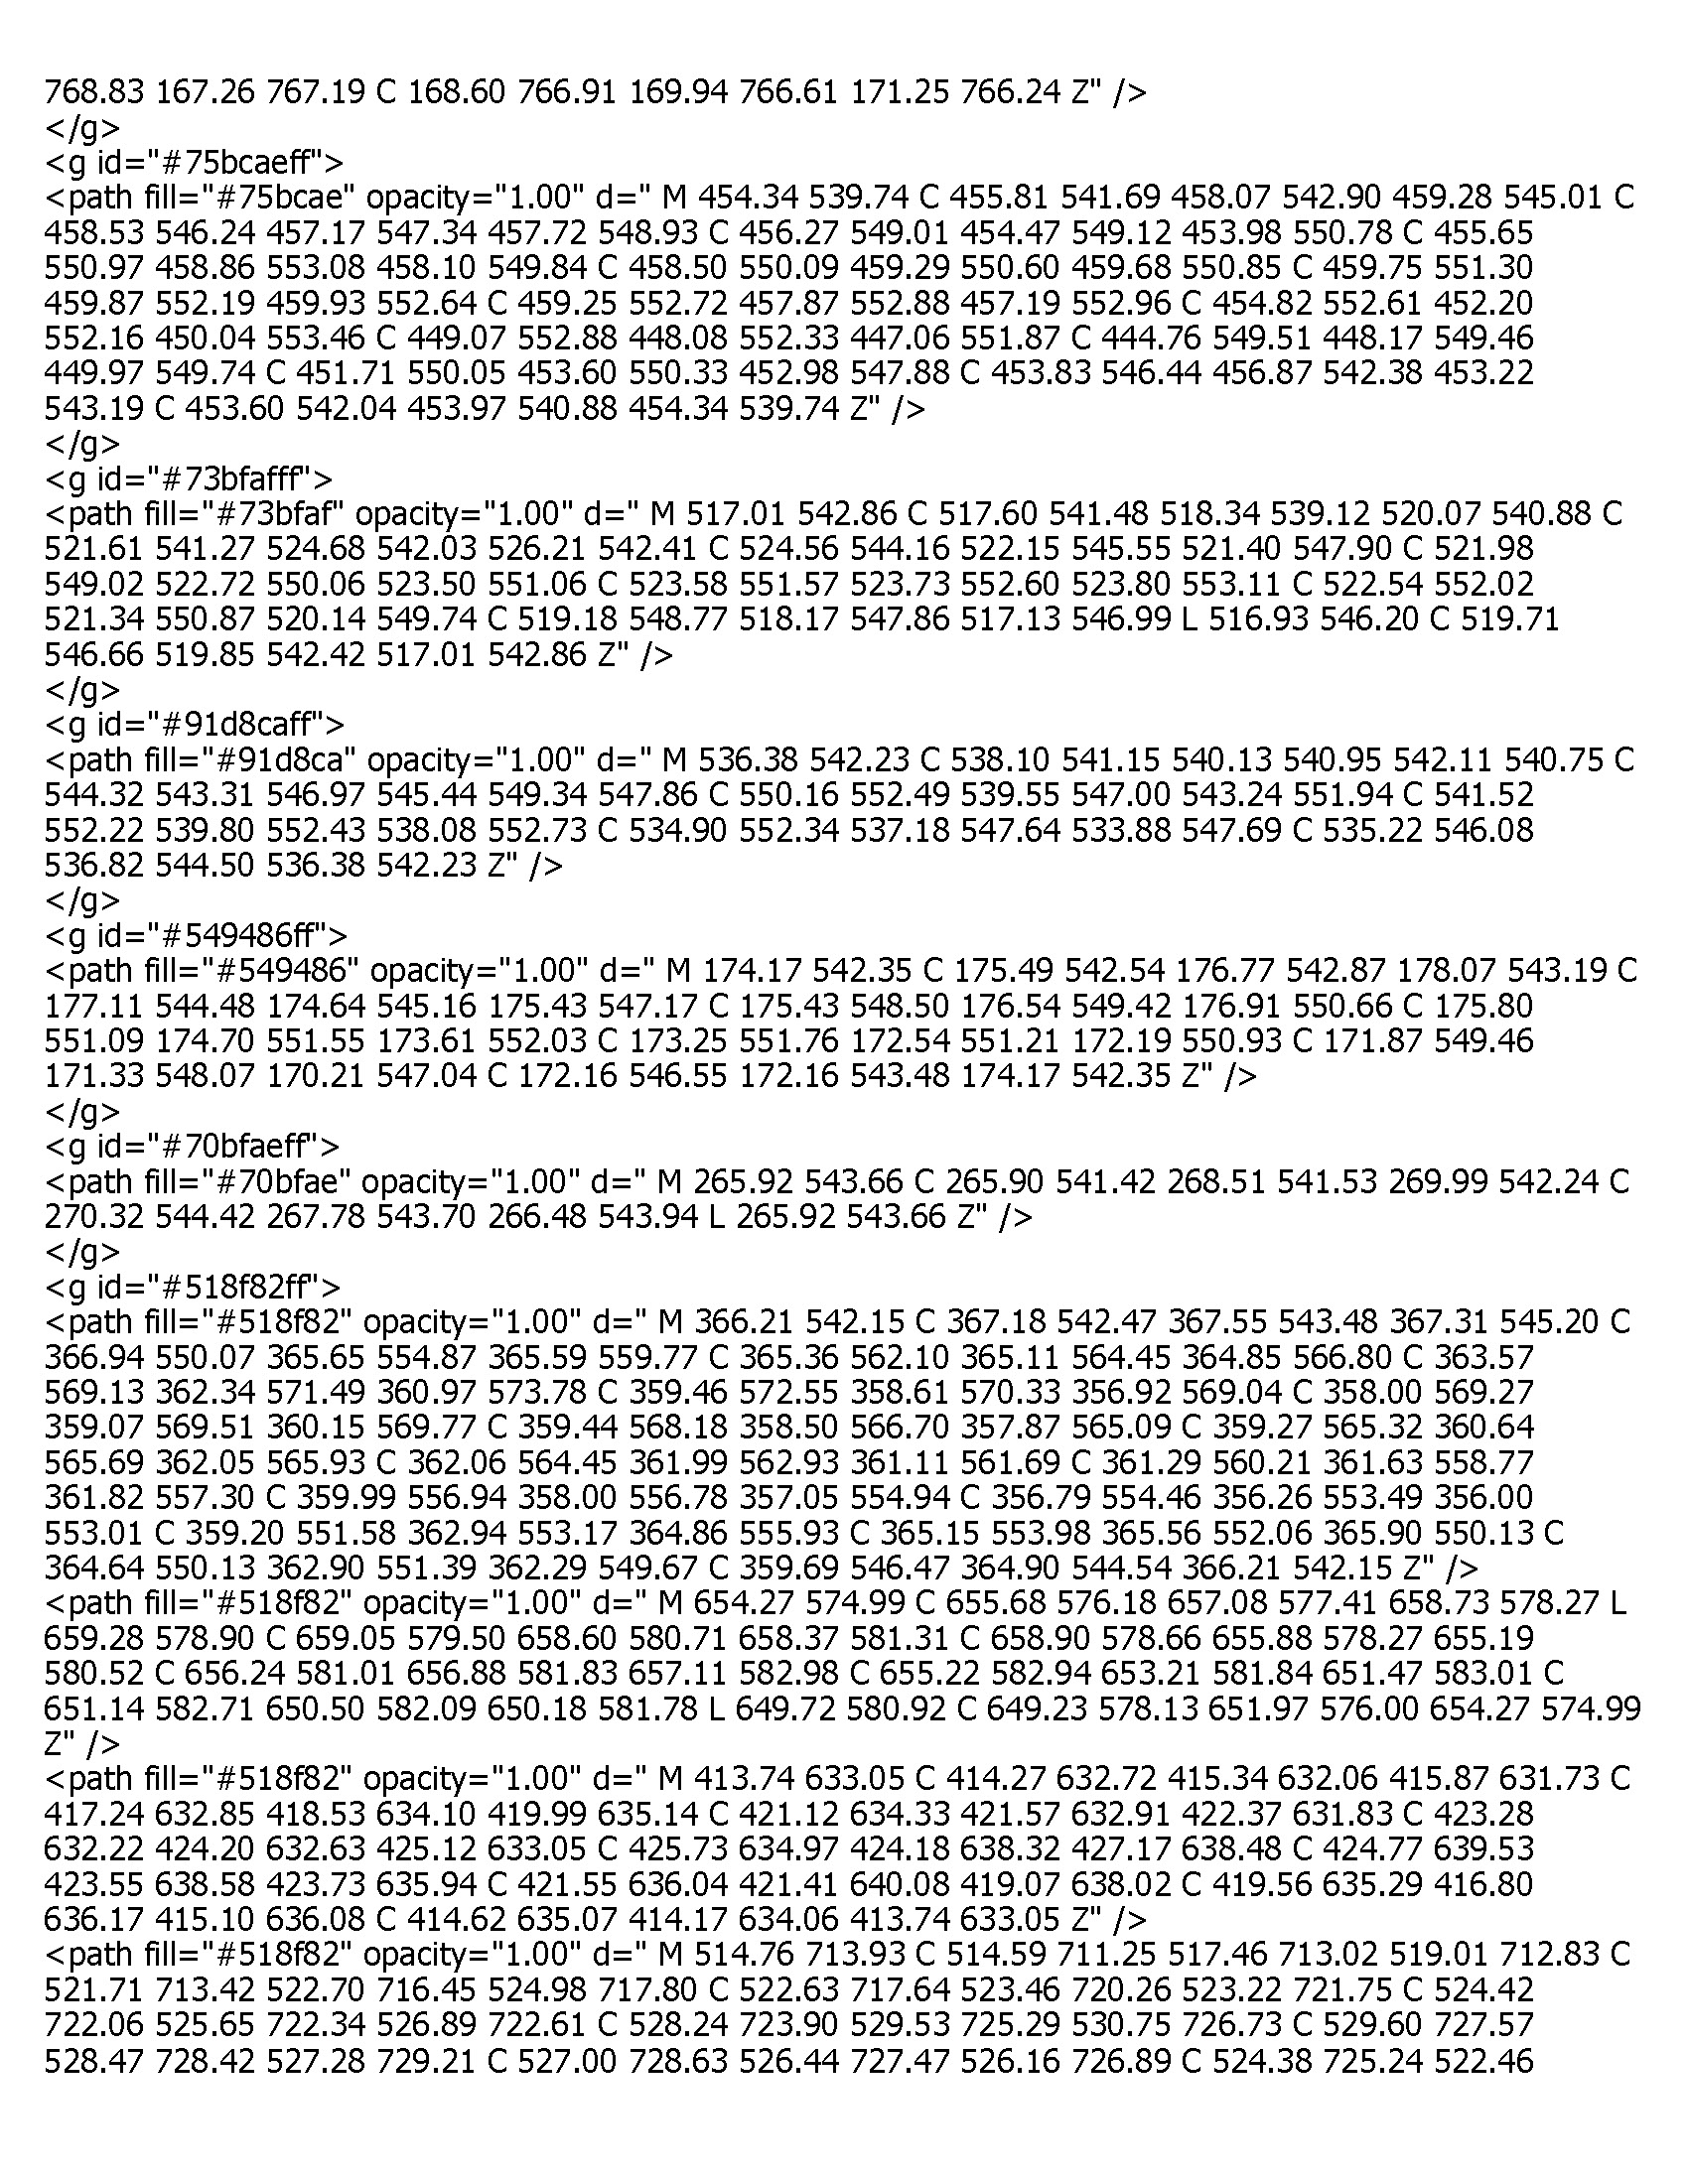 768.83 167.26 767.19 C 168.60 766.91 169.94 766.61 171.25 766.24 Z" />
</g>
<g id="#75bcaeff">
<path fill="#75bcae" opacity="1.00" d=" M 454.34 539.74 C 455.81 541.69 458.07 542.90 459.28 545.01 C
458.53 546.24 457.17 547.34 457.72 548.93 C 456.27 549.01 454.47 549.12 453.98 550.78 C 455.65
550.97 458.86 553.08 458.10 549.84 C 458.50 550.09 459.29 550.60 459.68 550.85 C 459.75 551.30
459.87 552.19 459.93 552.64 C 459.25 552.72 457.87 552.88 457.19 552.96 C 454.82 552.61 452.20
552.16 450.04 553.46 C 449.07 552.88 448.08 552.33 447.06 551.87 C 444.76 549.51 448.17 549.46
449.97 549.74 C 451.71 550.05 453.60 550.33 452.98 547.88 C 453.83 546.44 456.87 542.38 453.22
543.19 C 453.60 542.04 453.97 540.88 454.34 539.74 Z" />
</g>
<g id="#73bfafff">
<path fill="#73bfaf" opacity="1.00" d=" M 517.01 542.86 C 517.60 541.48 518.34 539.12 520.07 540.88 C
521.61 541.27 524.68 542.03 526.21 542.41 C 524.56 544.16 522.15 545.55 521.40 547.90 C 521.98
549.02 522.72 550.06 523.50 551.06 C 523.58 551.57 523.73 552.60 523.80 553.11 C 522.54 552.02
521.34 550.87 520.14 549.74 C 519.18 548.77 518.17 547.86 517.13 546.99 L 516.93 546.20 C 519.71
546.66 519.85 542.42 517.01 542.86 Z" />
</g>
<g id="#91d8caff">
<path fill="#91d8ca" opacity="1.00" d=" M 536.38 542.23 C 538.10 541.15 540.13 540.95 542.11 540.75 C
544.32 543.31 546.97 545.44 549.34 547.86 C 550.16 552.49 539.55 547.00 543.24 551.94 C 541.52
552.22 539.80 552.43 538.08 552.73 C 534.90 552.34 537.18 547.64 533.88 547.69 C 535.22 546.08
536.82 544.50 536.38 542.23 Z" />
</g>
<g id="#549486ff">
<path fill="#549486" opacity="1.00" d=" M 174.17 542.35 C 175.49 542.54 176.77 542.87 178.07 543.19 C
177.11 544.48 174.64 545.16 175.43 547.17 C 175.43 548.50 176.54 549.42 176.91 550.66 C 175.80
551.09 174.70 551.55 173.61 552.03 C 173.25 551.76 172.54 551.21 172.19 550.93 C 171.87 549.46
171.33 548.07 170.21 547.04 C 172.16 546.55 172.16 543.48 174.17 542.35 Z" />
</g>
<g id="#70bfaeff">
<path fill="#70bfae" opacity="1.00" d=" M 265.92 543.66 C 265.90 541.42 268.51 541.53 269.99 542.24 C
270.32 544.42 267.78 543.70 266.48 543.94 L 265.92 543.66 Z" />
</g>
<g id="#518f82ff">
<path fill="#518f82" opacity="1.00" d=" M 366.21 542.15 C 367.18 542.47 367.55 543.48 367.31 545.20 C
366.94 550.07 365.65 554.87 365.59 559.77 C 365.36 562.10 365.11 564.45 364.85 566.80 C 363.57
569.13 362.34 571.49 360.97 573.78 C 359.46 572.55 358.61 570.33 356.92 569.04 C 358.00 569.27
359.07 569.51 360.15 569.77 C 359.44 568.18 358.50 566.70 357.87 565.09 C 359.27 565.32 360.64
565.69 362.05 565.93 C 362.06 564.45 361.99 562.93 361.11 561.69 C 361.29 560.21 361.63 558.77
361.82 557.30 C 359.99 556.94 358.00 556.78 357.05 554.94 C 356.79 554.46 356.26 553.49 356.00
553.01 C 359.20 551.58 362.94 553.17 364.86 555.93 C 365.15 553.98 365.56 552.06 365.90 550.13 C
364.64 550.13 362.90 551.39 362.29 549.67 C 359.69 546.47 364.90 544.54 366.21 542.15 Z" />
<path fill="#518f82" opacity="1.00" d=" M 654.27 574.99 C 655.68 576.18 657.08 577.41 658.73 578.27 L
659.28 578.90 C 659.05 579.50 658.60 580.71 658.37 581.31 C 658.90 578.66 655.88 578.27 655.19
580.52 C 656.24 581.01 656.88 581.83 657.11 582.98 C 655.22 582.94 653.21 581.84 651.47 583.01 C
651.14 582.71 650.50 582.09 650.18 581.78 L 649.72 580.92 C 649.23 578.13 651.97 576.00 654.27 574.99
Z" />
<path fill="#518f82" opacity="1.00" d=" M 413.74 633.05 C 414.27 632.72 415.34 632.06 415.87 631.73 C
417.24 632.85 418.53 634.10 419.99 635.14 C 421.12 634.33 421.57 632.91 422.37 631.83 C 423.28
632.22 424.20 632.63 425.12 633.05 C 425.73 634.97 424.18 638.32 427.17 638.48 C 424.77 639.53
423.55 638.58 423.73 635.94 C 421.55 636.04 421.41 640.08 419.07 638.02 C 419.56 635.29 416.80
636.17 415.10 636.08 C 414.62 635.07 414.17 634.06 413.74 633.05 Z" />
<path fill="#518f82" opacity="1.00" d=" M 514.76 713.93 C 514.59 711.25 517.46 713.02 519.01 712.83 C
521.71 713.42 522.70 716.45 524.98 717.80 C 522.63 717.64 523.46 720.26 523.22 721.75 C 524.42
722.06 525.65 722.34 526.89 722.61 C 528.24 723.90 529.53 725.29 530.75 726.73 C 529.60 727.57
528.47 728.42 527.28 729.21 C 527.00 728.63 526.44 727.47 526.16 726.89 C 524.38 725.24 522.46